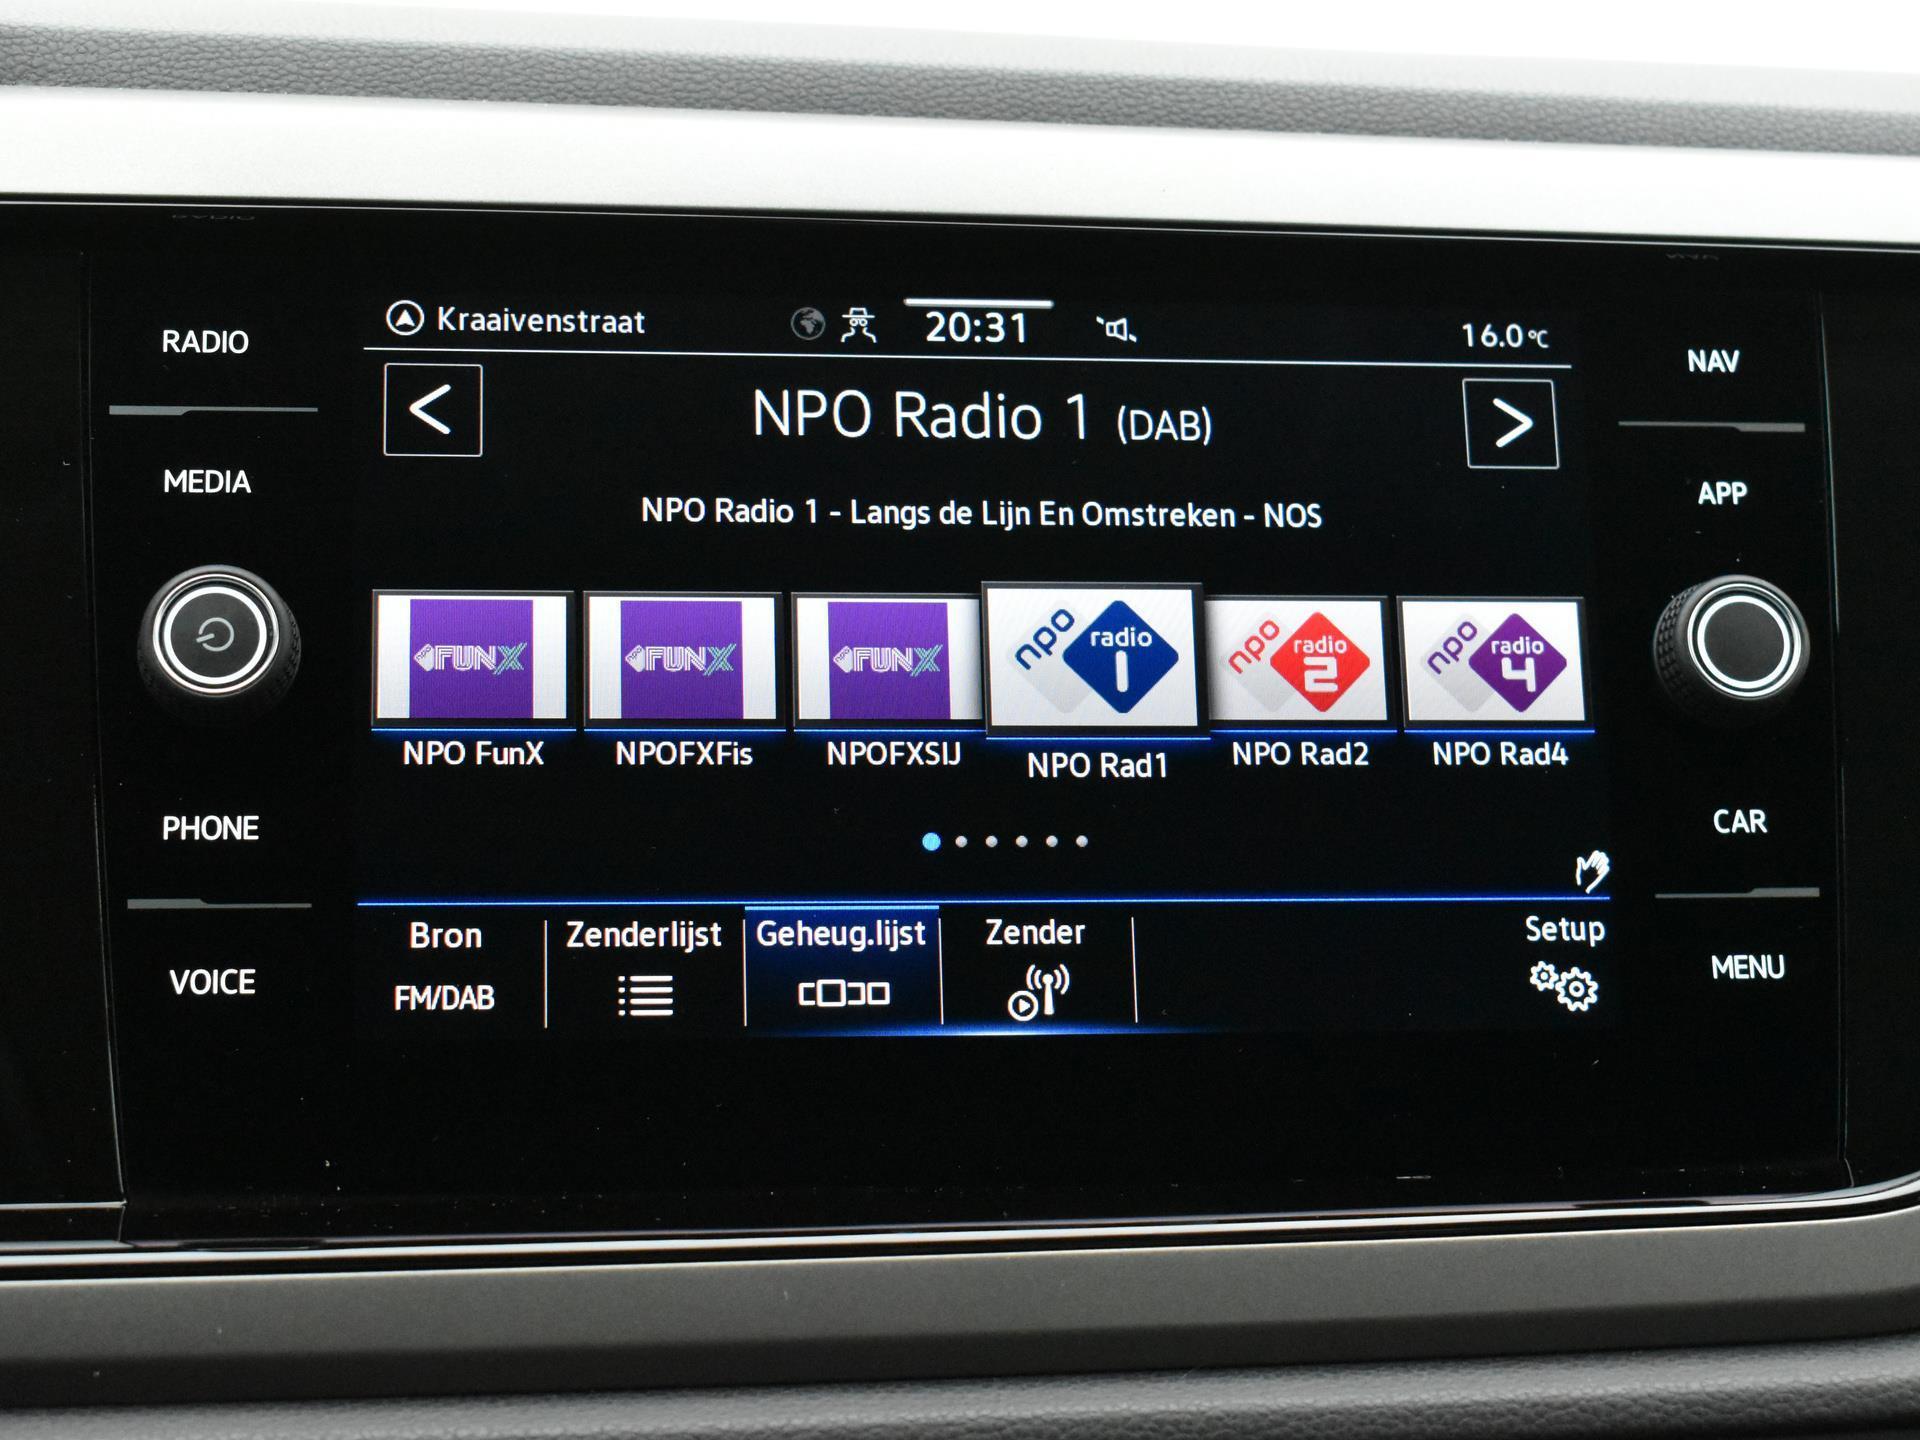 RADIO
MEDIA
PHONE
VOICE
Kraaivenstraat
20:31
16.0°C
<
NPO Radio 1 (DAB)
>
NPO Radio 1 - Langs de Lijn En Omstreken - NOS
FUNX
FUNX
FUNX
npo radio 1
npo radio 2
npo radio 4
NPO FunX
NPOFXFis
NPOFXSlJ
NPO Rad1
NPO Rad2
NPO Rad4
Bron
FM/DAB
Zenderlijst
Geheug.lijst
Zender
Setup
NAV
APP
CAR
MENU